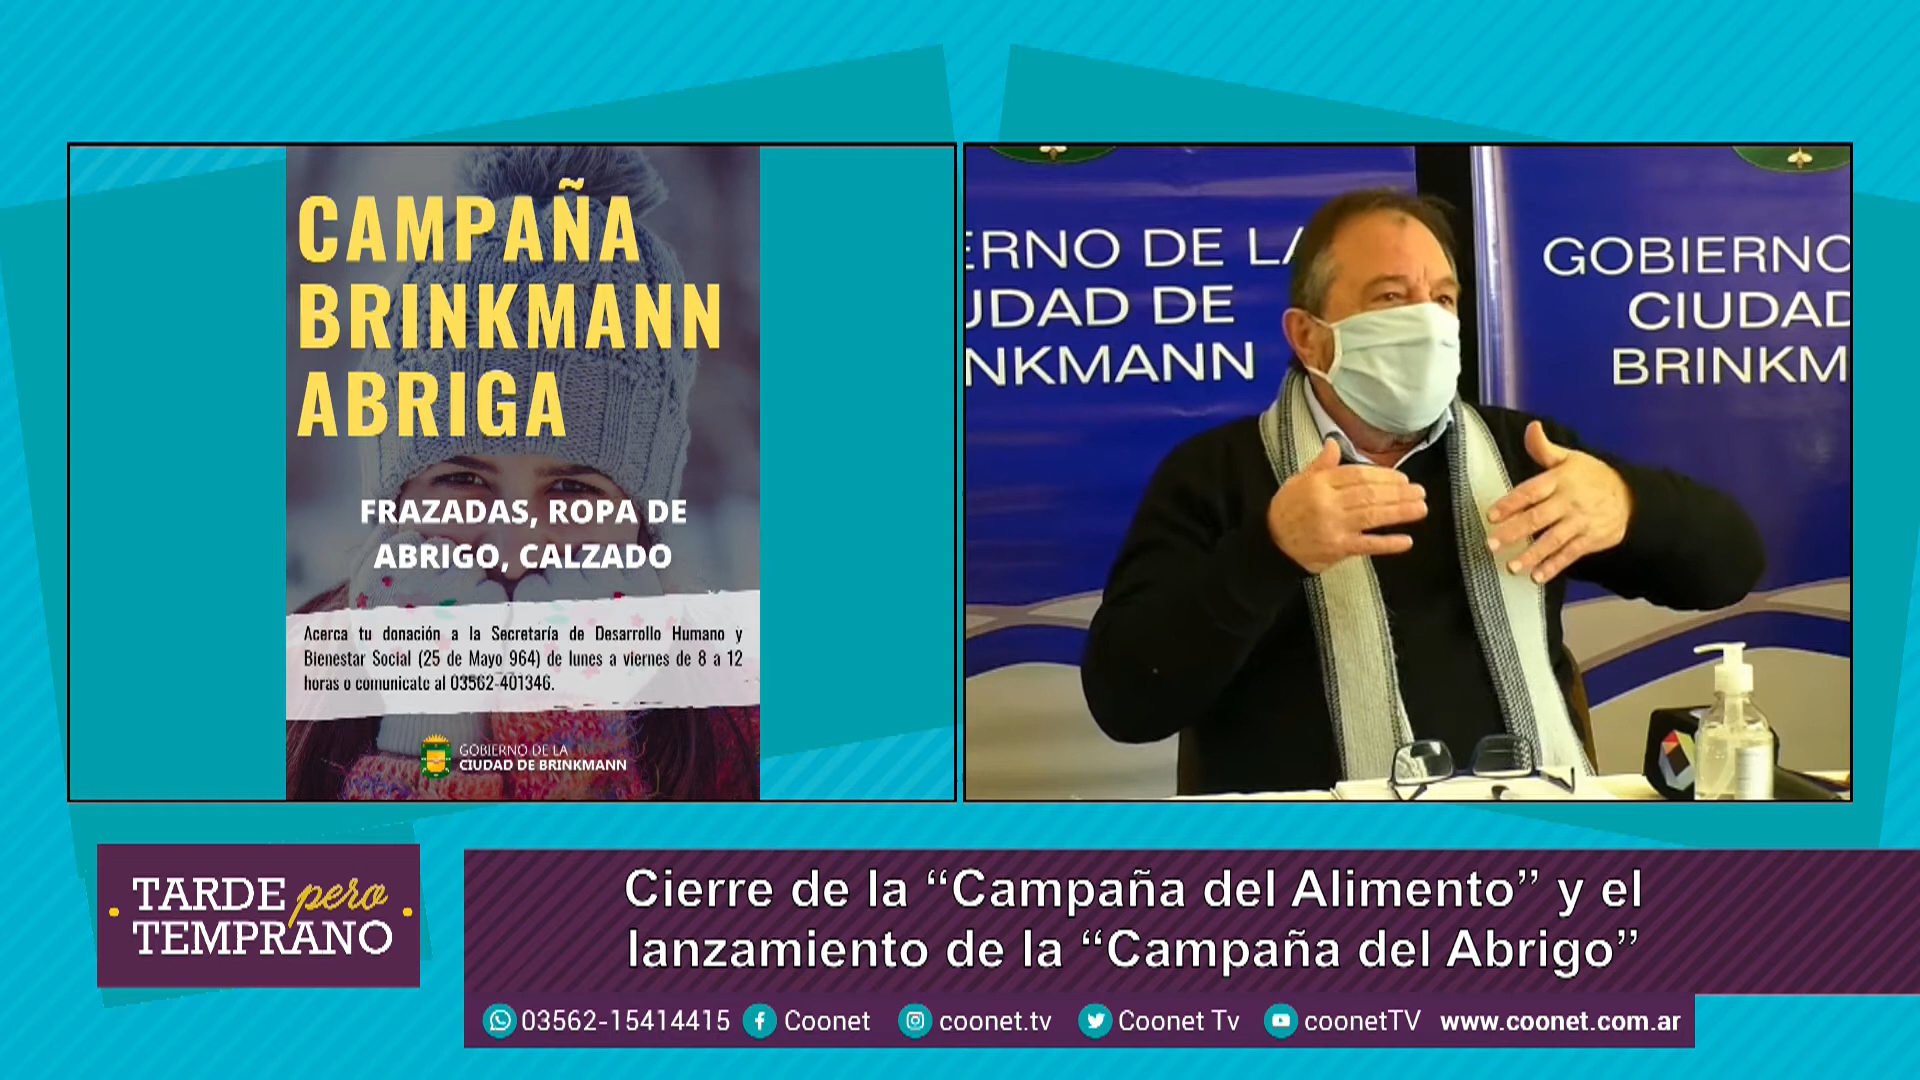 CAMPAÑA
BRINKMANN
ABRIGA
FRAZADAS, ROPA DE
ABRIGO, CALZADO
Acerca tu donación a la Secretaría de Desarrollo Humano y
Bienestar Social (25 de Mayo 964) de lunes a viernes de 8 a 12
horas o comunicate al 03562-401346.
GOBIERNO DE LA
CIUDAD DE BRINKMANN
ERNO DE LA
UDAD DE
NKMANN
GOBIERNO
CIUDAD
BRINKM
TARDE pero
TEMPRANO
Cierre de la “Campaña del Alimento” y el
lanzamiento de la “Campaña del Abrigo”
03562-15414415 Coonet coonet.tv Coonet Tv coonetTV www.coonet.com.ar